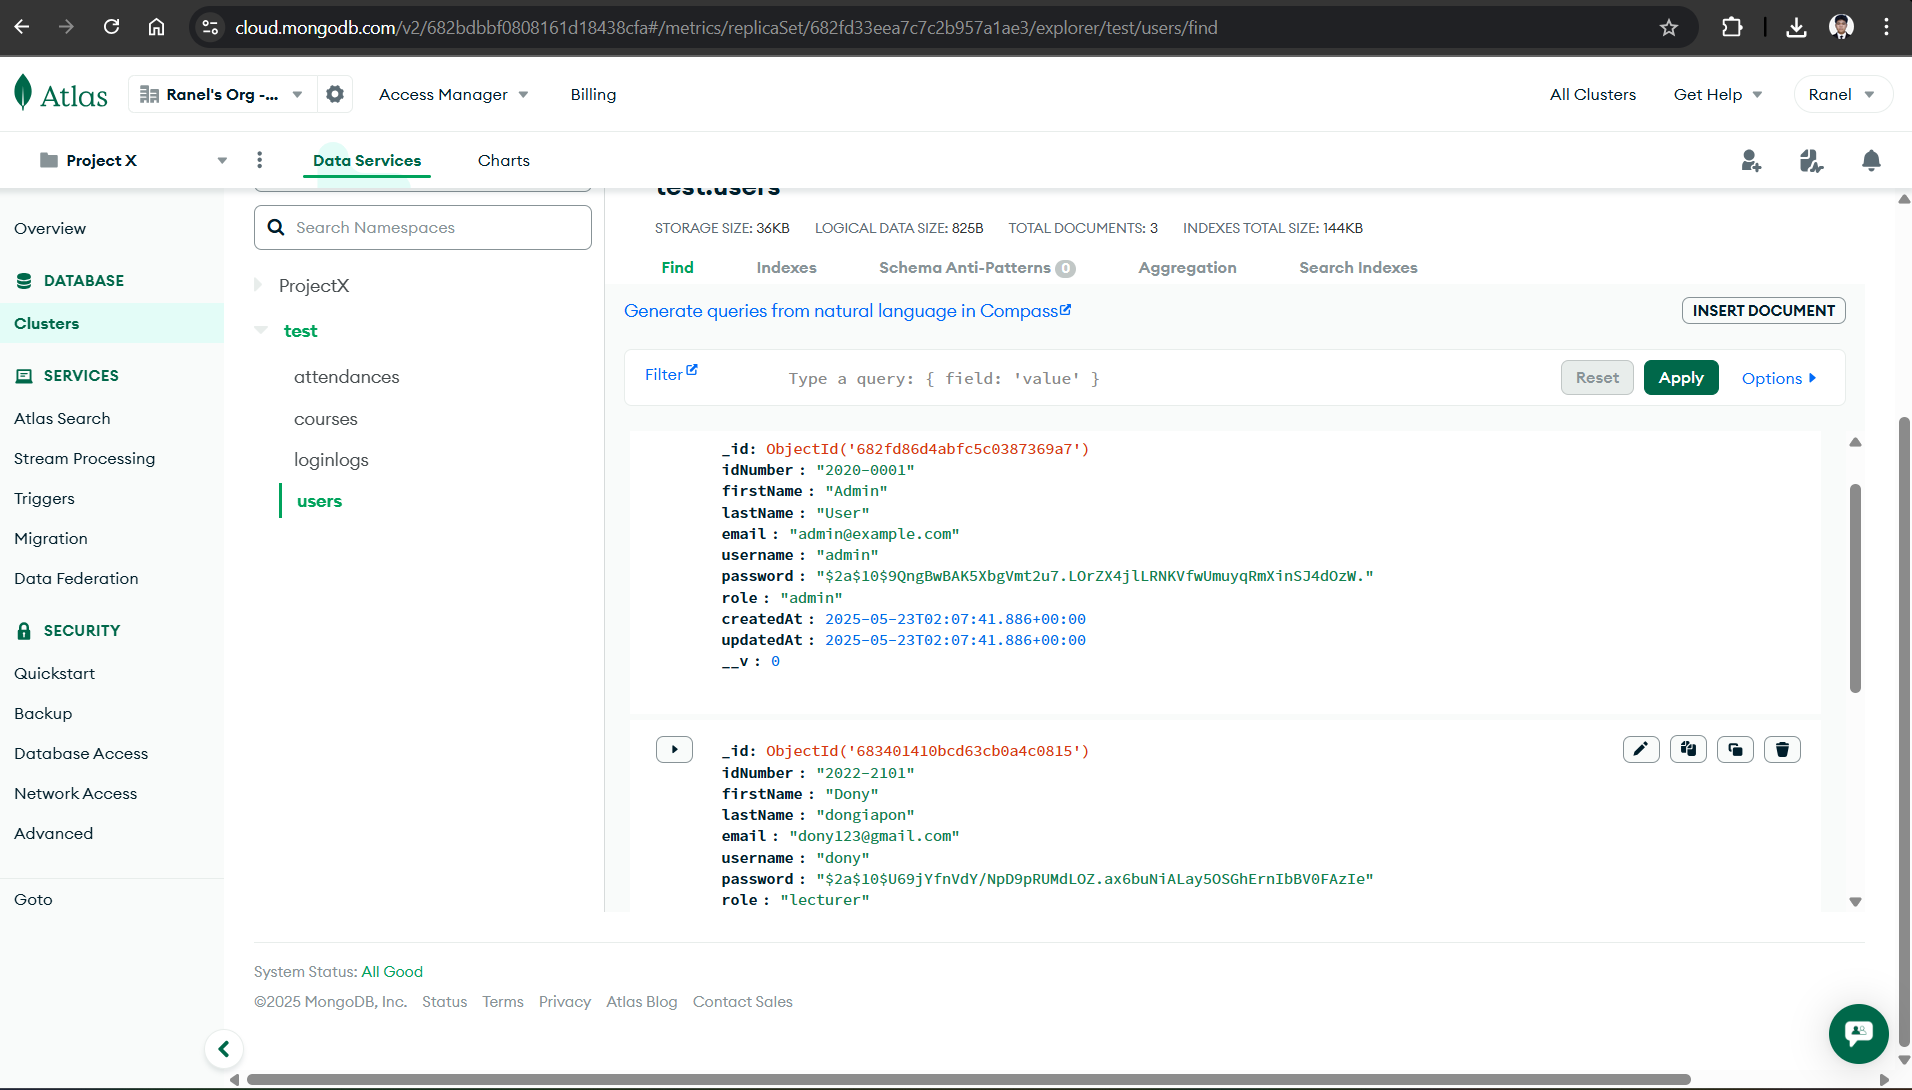 cloud.mongodb.com/v2/682bdbbf0808161d18438cfa#/metrics/replicaSet/682fd33eea7c7c2b957a1ae3/explorer/test/users/find
Atlas
Ranel's Org -...
Access Manager
Billing
All Clusters
Get Help
Ranel
Project X
Data Services
Charts
Overview
DATABASE
Clusters
SERVICES
Atlas Search
Stream Processing
Triggers
Migration
Data Federation
SECURITY
Quickstart
Backup
Database Access
Network Access
Advanced
Goto
Search Namespaces
ProjectX
test
attendances
courses
loginlogs
users
test.users
STORAGE SIZE: 36KB LOGICAL DATA SIZE: 825B TOTAL DOCUMENTS: 3 INDEXES TOTAL SIZE: 144KB
Find Indexes Schema Anti-Patterns 0 Aggregation Search Indexes
Generate queries from natural language in Compass
INSERT DOCUMENT
Filter
Type a query: { field: 'value' }
Reset
Apply
Options
_id: ObjectId('682fd86d4abfc5c0387369a7')
idNumber : "2020-0001"
firstName : "Admin"
lastName : "User"
email : "admin@example.com"
username : "admin"
password : "$2a$10$9QngBwBAK5XbgVmt2u7.LOrZX4jlLRNKVfwUmuyqRmXinSJ4dOzW."
role : "admin"
createdAt : 2025-05-23T02:07:41.886+00:00
updatedAt : 2025-05-23T02:07:41.886+00:00
__v : 0
_id: ObjectId('683401410bcd63cb0a4c0815')
idNumber : "2022-2101"
firstName : "Dony"
lastName : "dongiapon"
email : "dony123@gmail.com"
username : "dony"
password : "$2a$10$U69jYfnVdY/NpD9pRUMdLOZ.ax6buNiALay5OSGhErnIbBV0FAzIe"
role : "lecturer"
System Status: All Good
©2025 MongoDB, Inc. Status Terms Privacy Atlas Blog Contact Sales